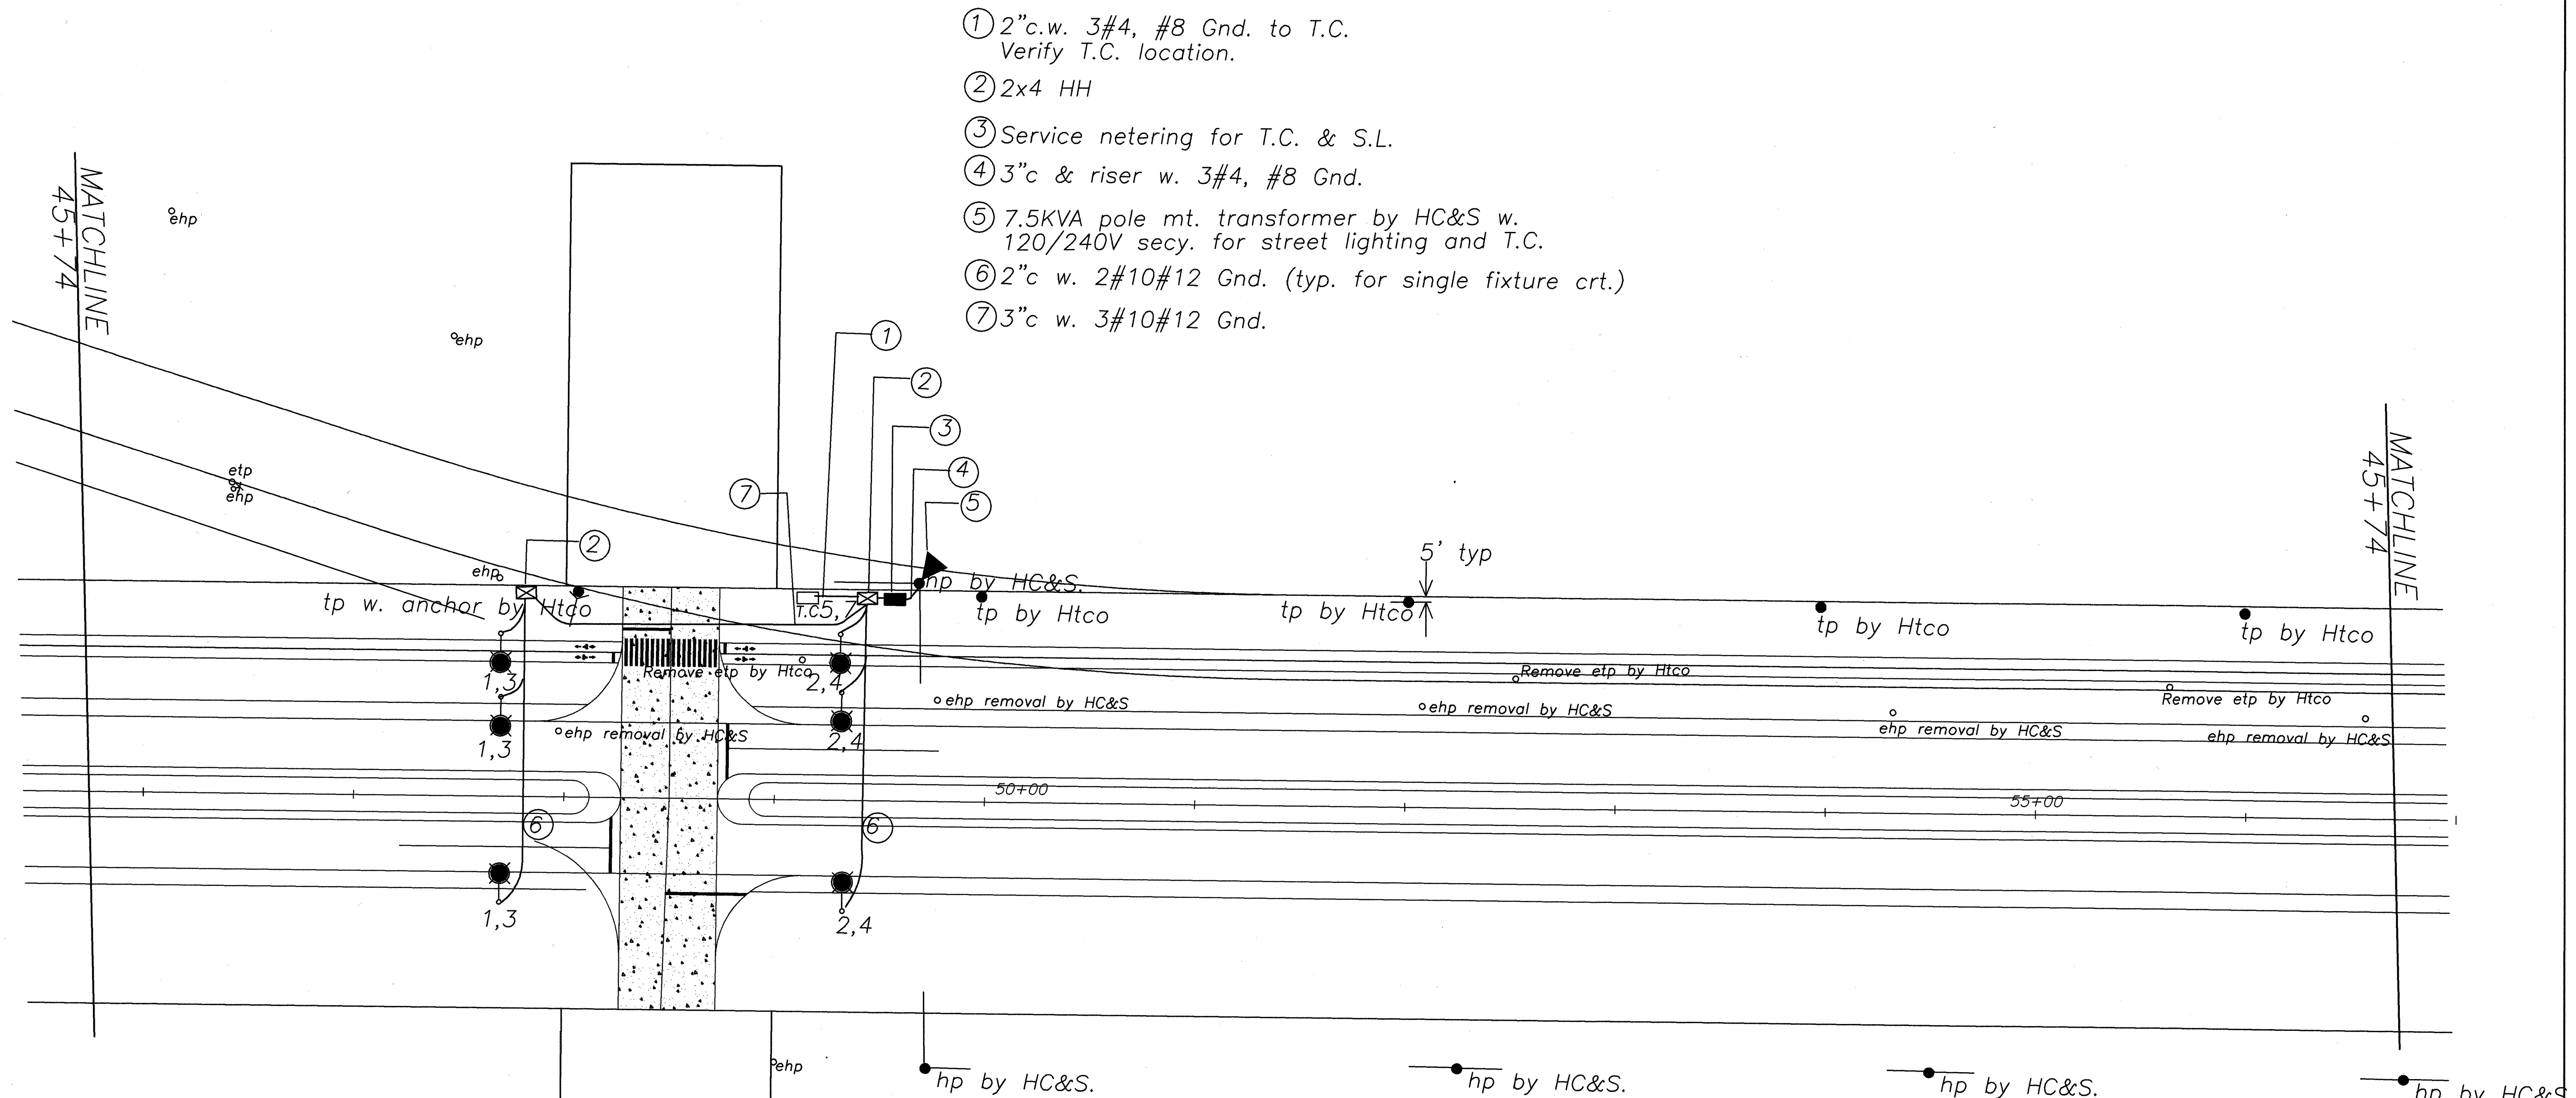 ① 2"c.w. 3#4, #8 Gnd. to T.C.
Verify T.C. location.
② 2x4 HH
③ Service netering for T.C. & S.L.
④ 3"c & riser w. 3#4, #8 Gnd.
⑤ 7.5KVA pole mt. transformer by HC&S w.
120/240V secy. for street lighting and T.C.
⑥ 2"c w. 2#10#12 Gnd. (typ. for single fixture crt.)
⑦ 3"c w. 3#10#12 Gnd.
MATCHLINE
45+74
ehp
ehp
①
②
③
④
⑤
⑦
②
etp
ehp
ehp
tp w. anchor by Htco
T.C.
5,7
hp by HC&S.
tp by Htco
5' typ
tp by Htco
tp by Htco
tp by Htco
MATCHLINE
45+74
1,3
Remove etp by Htco
2,4
Remove etp by Htco
Remove etp by Htco
ehp removal by HC&S
ehp removal by HC&S
ehp removal by HC&S
ehp removal by HC&S
1,3
ehp removal by HC&S
2,4
50+00
55+00
⑥
⑥
1,3
2,4
ehp
hp by HC&S.
hp by HC&S.
hp by HC&S.
hp by HC&S